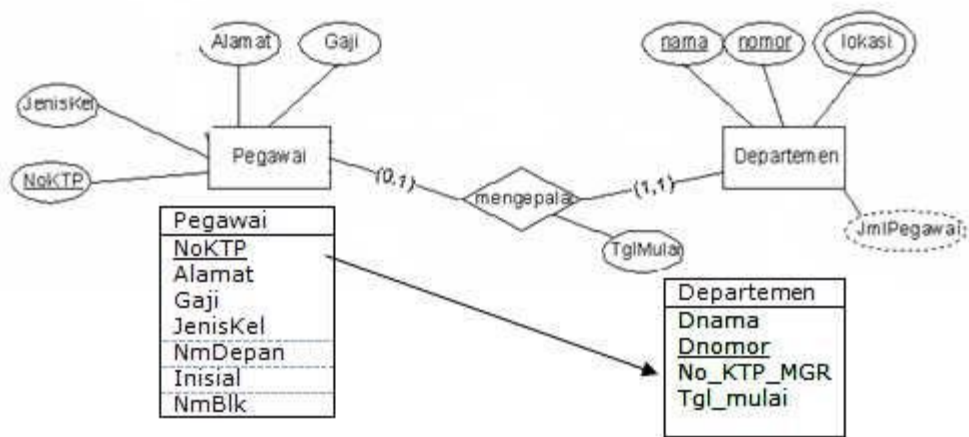 Alamat
Gaji
nama
nomor
lokasi
JenisKel
Pegawai
Departemen
NoKTP
(0,1)
mengepalai
(1,1)
TglMulai
JmlPegawai
Pegawai
NoKTP
Alamat
Gaji
JenisKel
NmDepan
Inisial
NmBlk
Departemen
Dnama
Dnomor
No_KTP_MGR
Tgl_mulai